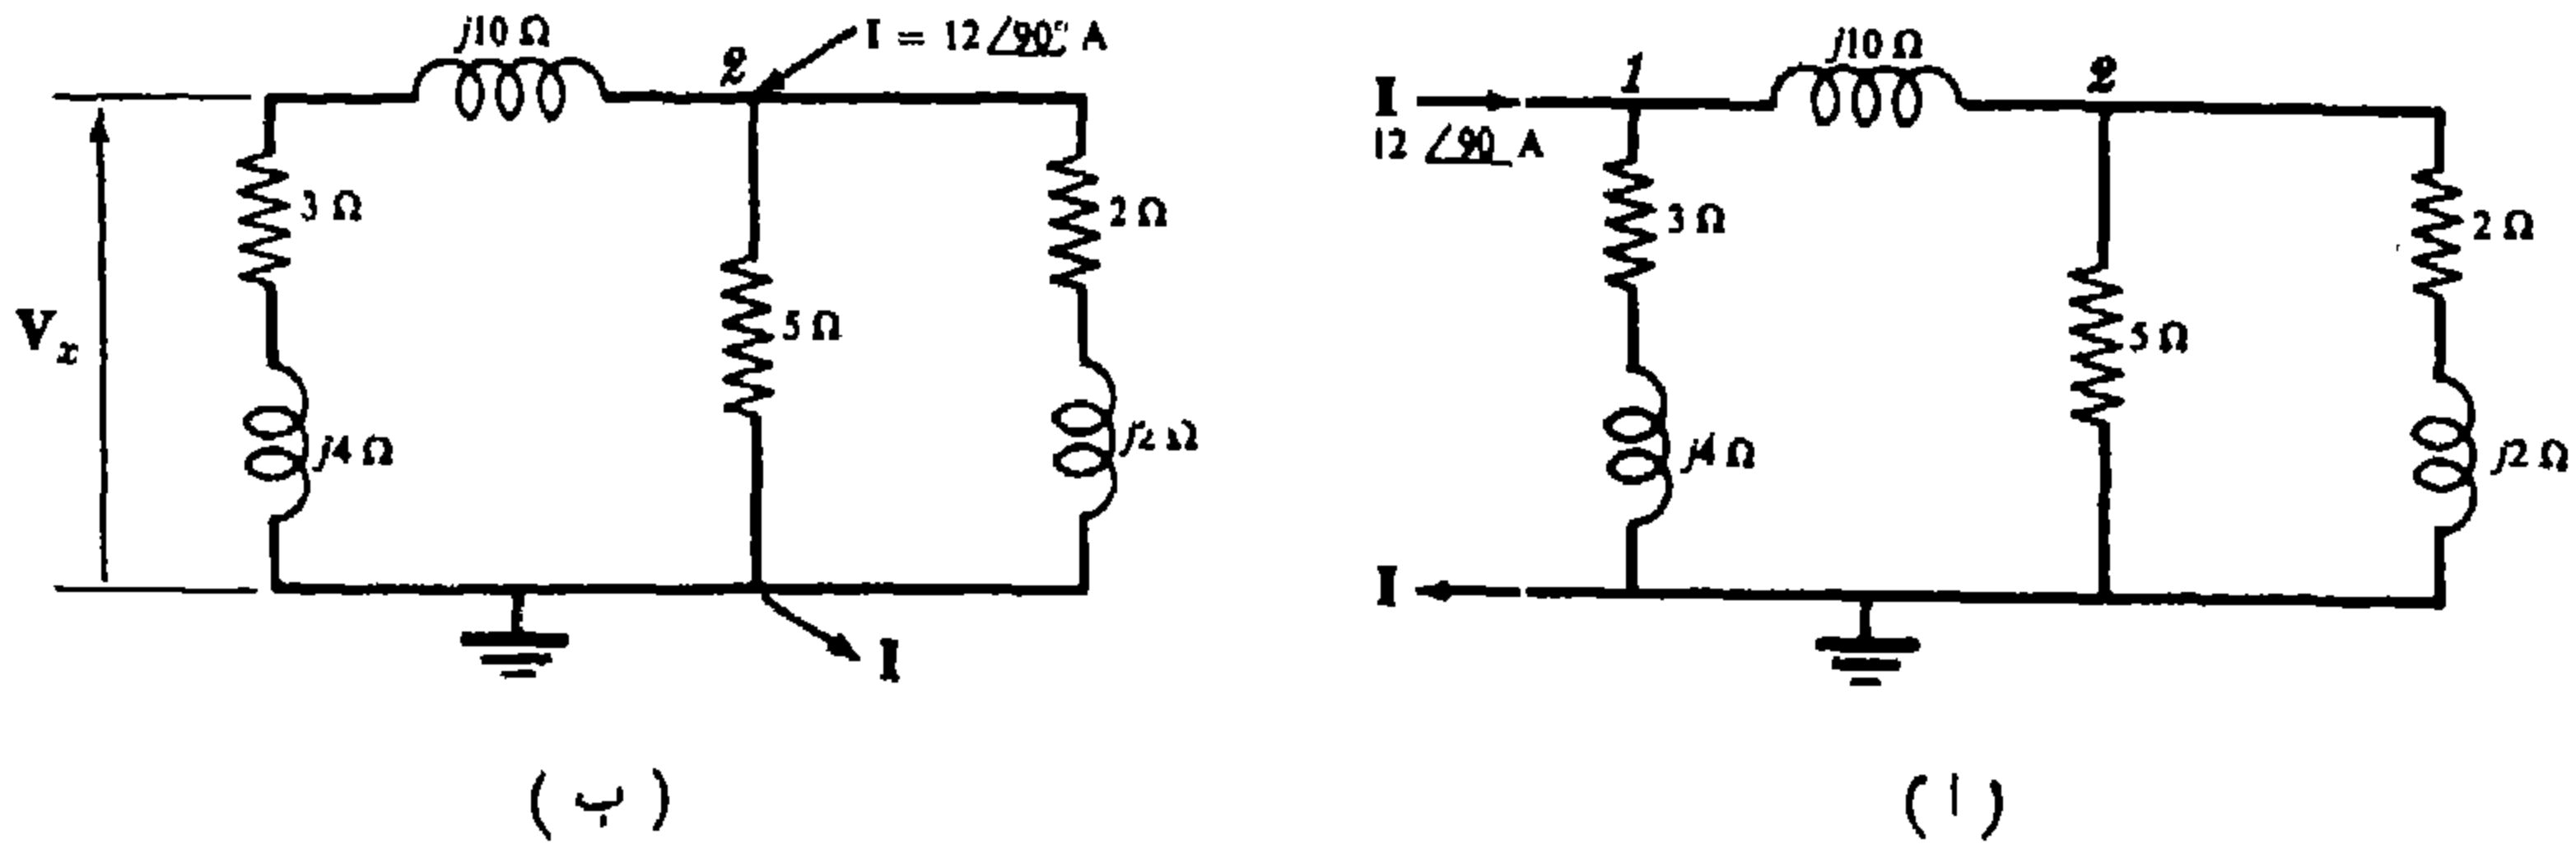 j10 Ω
2
I = 12 ∠90° A
3 Ω
2 Ω
V_x
5 Ω
j4 Ω
j2 Ω
I
( ب )
j10 Ω
1
2
I
12 ∠90 A
3 Ω
2 Ω
5 Ω
j4 Ω
j2 Ω
I
( ا )